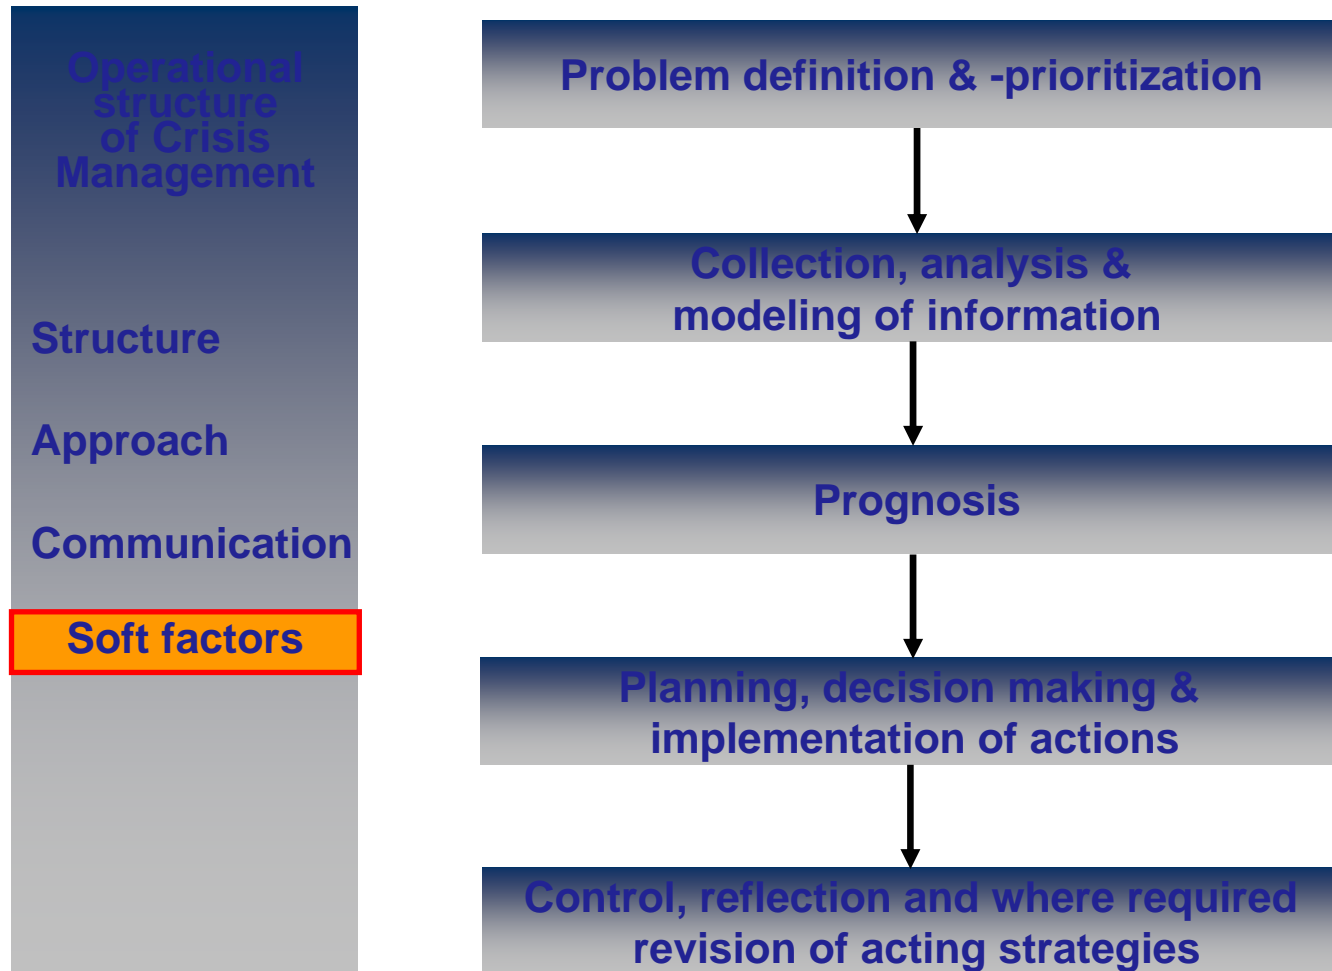 Operational
structure
of Crisis
Management
Structure
Approach
Communication
Soft factors
Problem definition & -prioritization
Collection, analysis &
modeling of information
Prognosis
Planning, decision making &
implementation of actions
Control, reflection and where required
revision of acting strategies